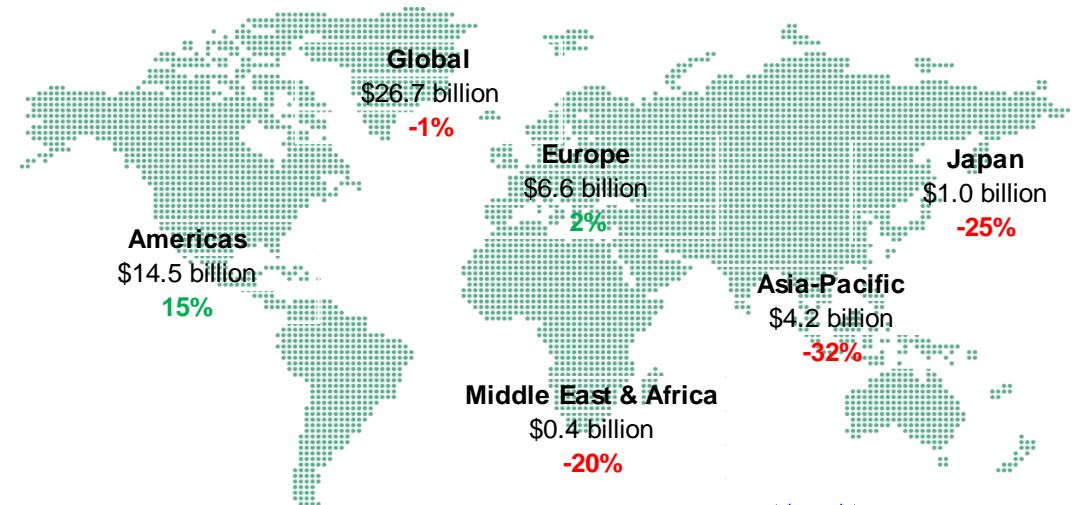 Global
$26.7 billion
-1%
Europe
$6.6 billion
2%
Japan
$1.0 billion
-25%
Americas
$14.5 billion
15%
Asia-Pacific
$4.2 billion
-32%
Middle East & Africa
$0.4 billion
-20%